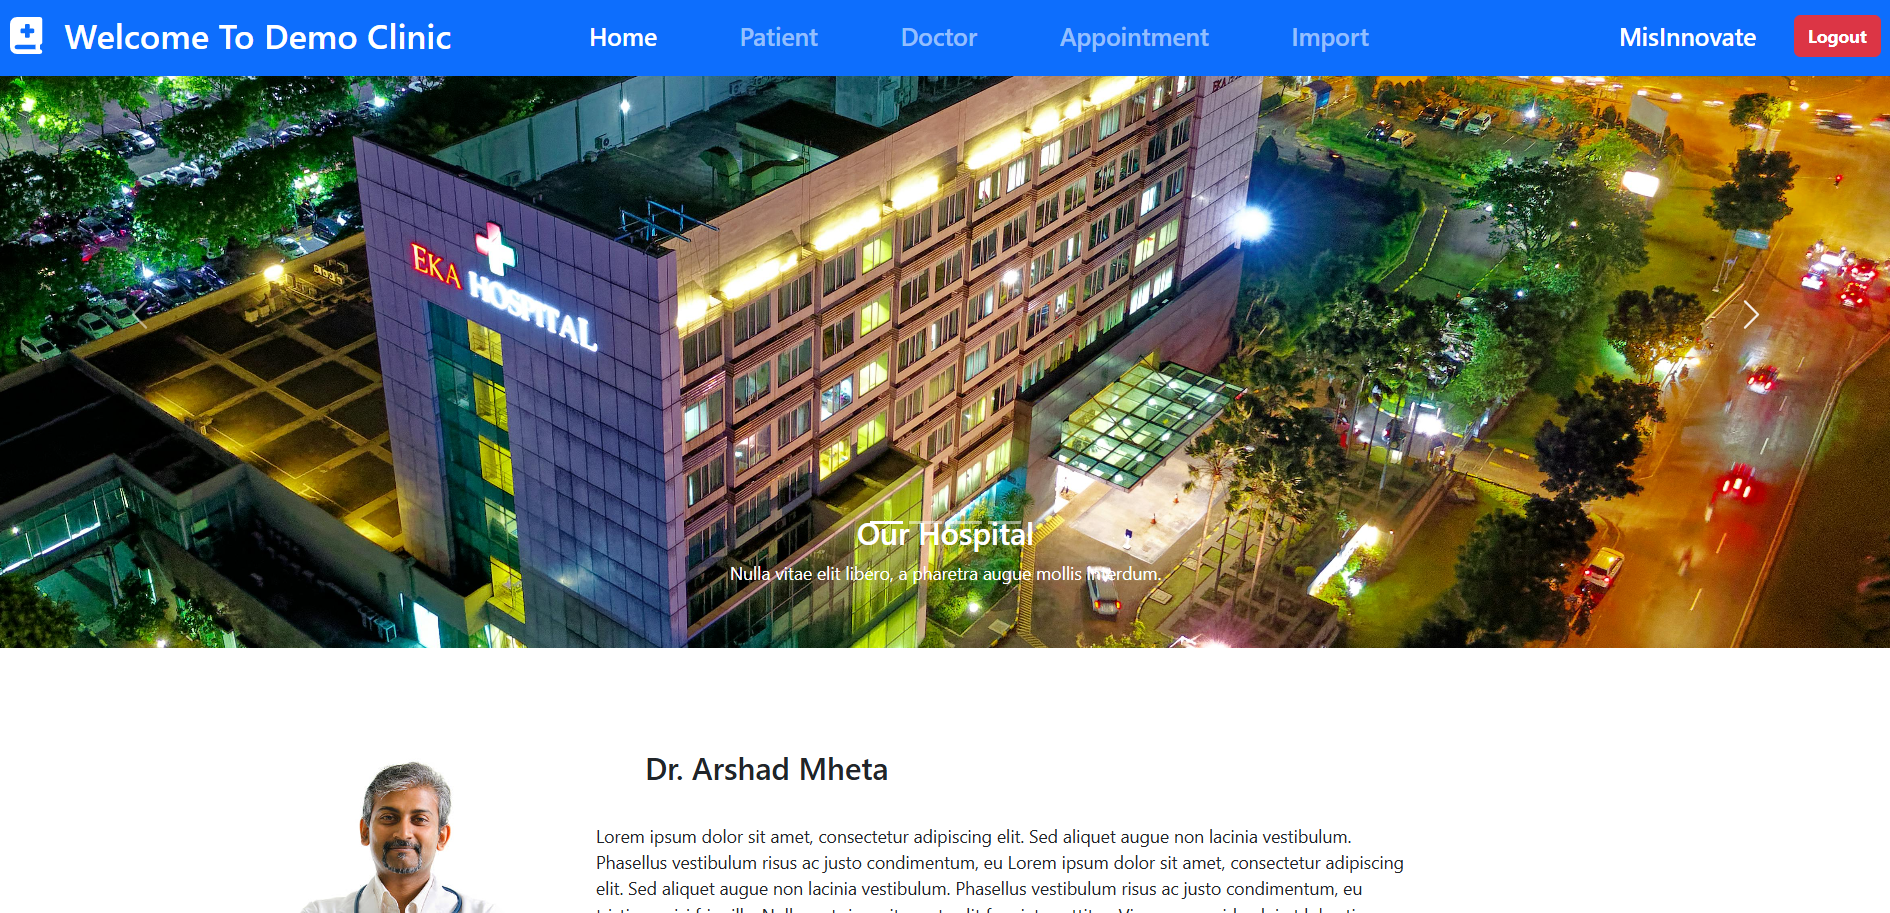 Welcome To Demo Clinic
Home
Patient
Doctor
Appointment
Import
MisInnovate
Logout
EKA HOSPITAL
Our Hospital
Nulla vitae elit libero, a pharetra augue mollis interdum.
Dr. Arshad Mheta
Lorem ipsum dolor sit amet, consectetur adipiscing elit. Sed aliquet augue non lacinia vestibulum.
Phasellus vestibulum risus ac justo condimentum, eu Lorem ipsum dolor sit amet, consectetur adipiscing
elit. Sed aliquet augue non lacinia vestibulum. Phasellus vestibulum risus ac justo condimentum, eu